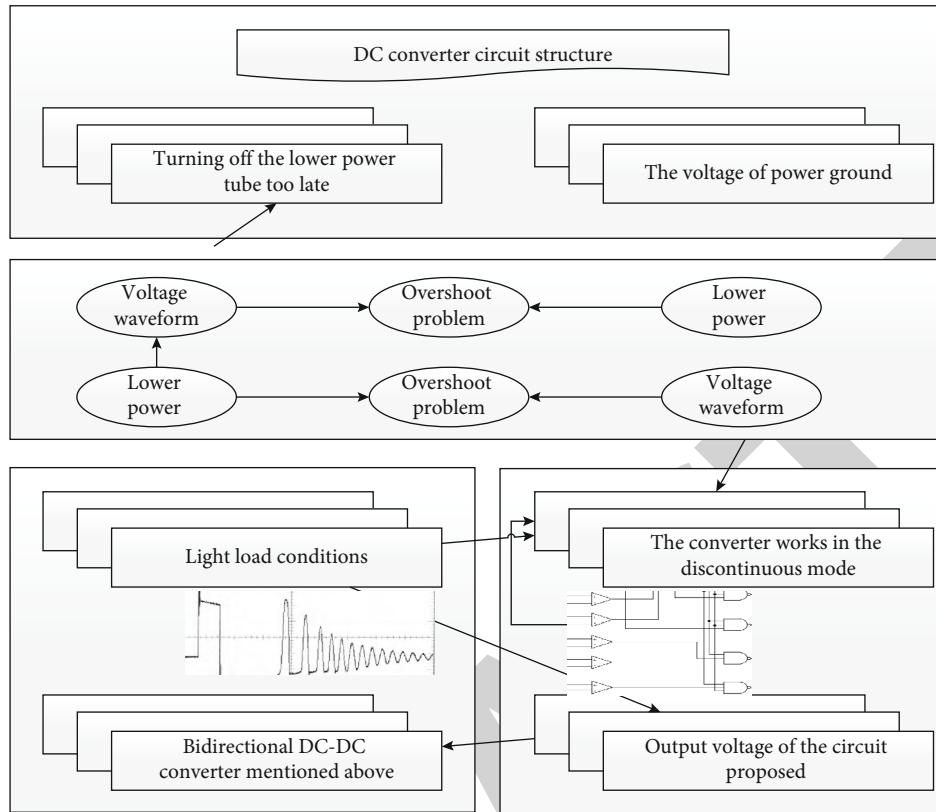 DC converter circuit structure
Turning off the lower power
tube too late
The voltage of power ground
Voltage
waveform
Overshoot
problem
Lower
power
Lower
power
Overshoot
problem
Voltage
waveform
Light load conditions
The converter works in the
discontinuous mode
Bidirectional DC-DC
converter mentioned above
Output voltage of the circuit
proposed